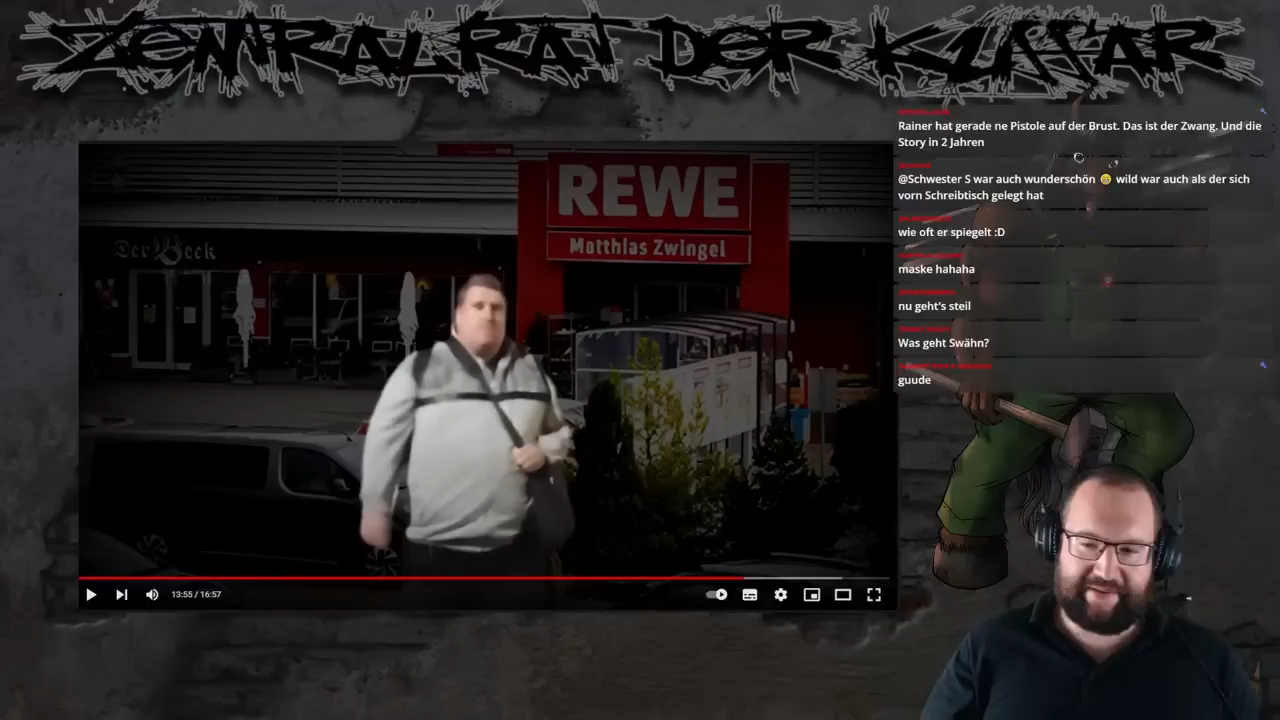 ZENTRALRAT DER KUFFAR
Rainer hat gerade ne Pistole auf der Brust. Das ist der Zwang. Und die
Story in 2 Jahren
@Schwester S war auch wunderschön 😄 wild war auch als der sich
vorn Schreibtisch gelegt hat
wie oft er spiegelt :D
maske hahaha
nu geht's steil
Was geht Swähn?
guude
REWE
Matthias Zwingel
Der Beck
13:55 / 16:57